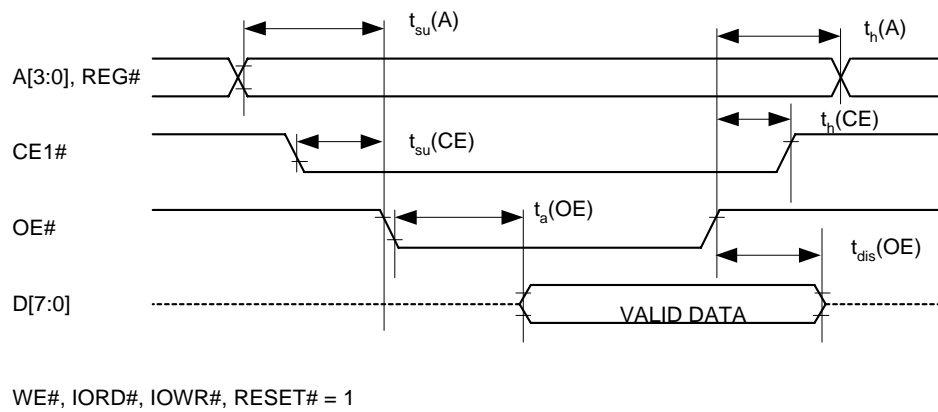 t_su(A)
t_h(A)
A[3:0], REG#
t_su(CE)
t_h(CE)
CE1#
t_a(OE)
OE#
t_dis(OE)
D[7:0]
VALID DATA
WE#, IORD#, IOWR#, RESET# = 1